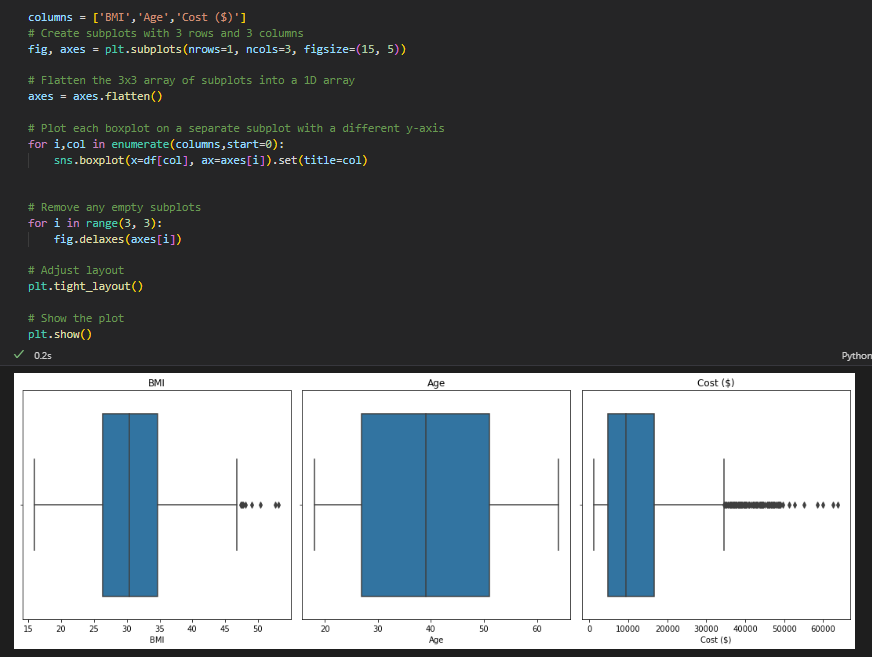 columns = ['BMI','Age','Cost ($)']
# Create subplots with 3 rows and 3 columns
fig, axes = plt.subplots(nrows=1, ncols=3, figsize=(15, 5))
# Flatten the 3x3 array of subplots into a 1D array
axes = axes.flatten()
# Plot each boxplot on a separate subplot with a different y-axis
for i,col in enumerate(columns,start=0):
    sns.boxplot(x=df[col], ax=axes[i]).set(title=col)
# Remove any empty subplots
for i in range(3, 3):
    fig.delaxes(axes[i])
# Adjust layout
plt.tight_layout()
# Show the plot
plt.show()
0.2s
Python
BMI
15 20 25 30 35 40 45 50
BMI
Age
20 30 40 50 60
Age
Cost ($)
0 10000 20000 30000 40000 50000 60000
Cost ($)